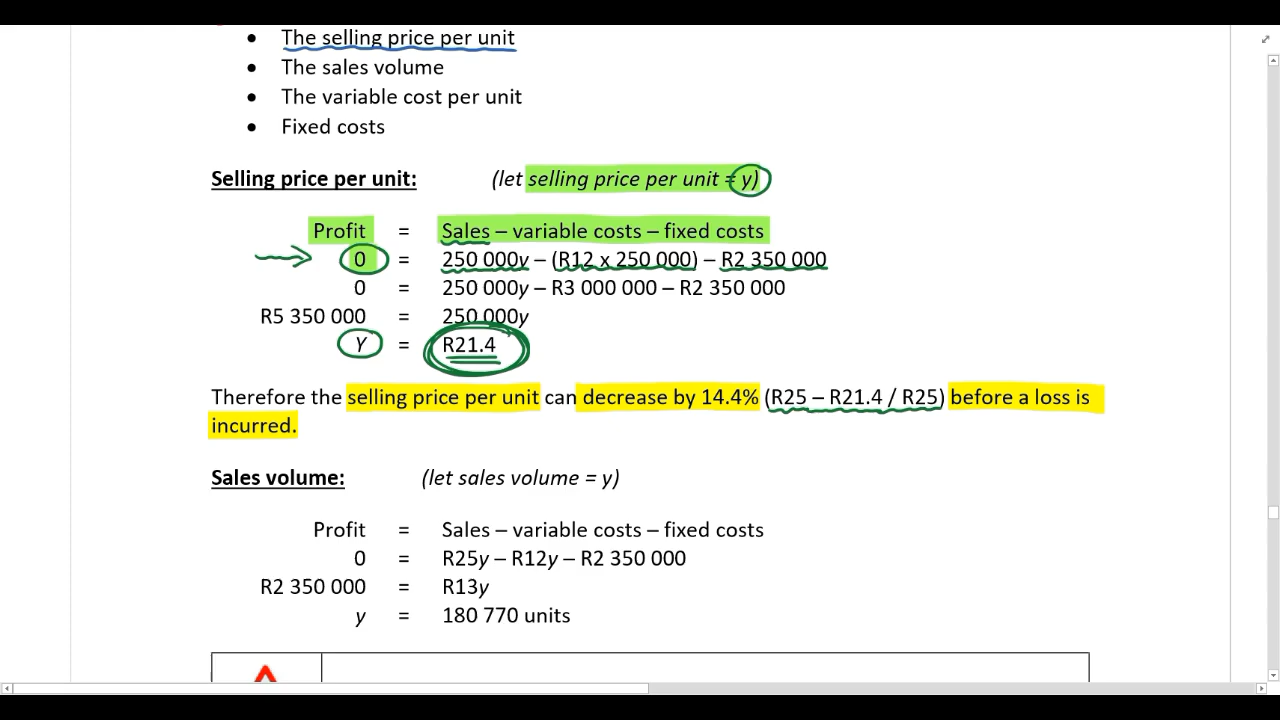 • The selling price per unit
• The sales volume
• The variable cost per unit
• Fixed costs
Selling price per unit: (let selling price per unit = y)
Profit = Sales – variable costs – fixed costs
0 = 250 000y – (R12 x 250 000) – R2 350 000
0 = 250 000y – R3 000 000 – R2 350 000
R5 350 000 = 250 000y
Y = R21.4
Therefore the selling price per unit can decrease by 14.4% (R25 – R21.4 / R25) before a loss is
incurred.
Sales volume: (let sales volume = y)
Profit = Sales – variable costs – fixed costs
0 = R25y – R12y – R2 350 000
R2 350 000 = R13y
y = 180 770 units